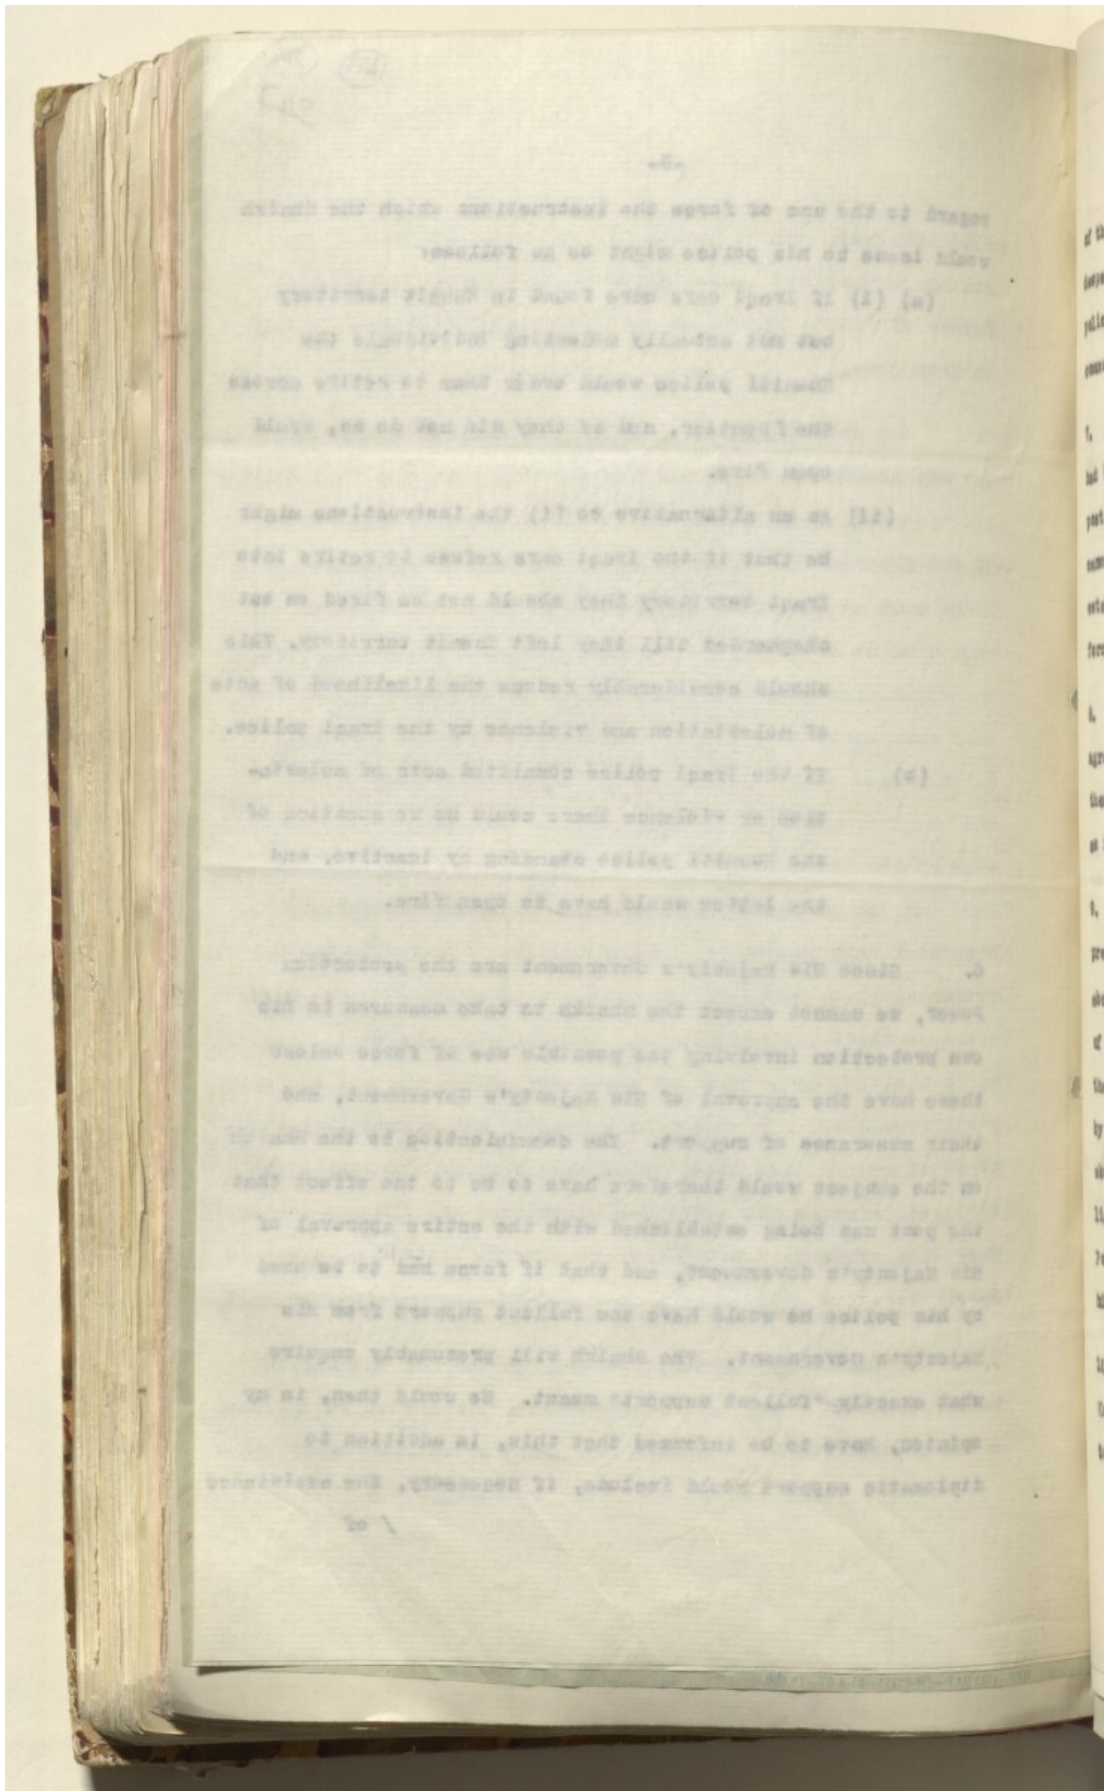 -3-
regard to the use of force the instructions which the Shaikh
would issue to his police might be as follows:
(a) (i) If Iraqi cars were found in Kuwait territory
but not actually molesting individuals the
Kuwaiti police would order them to retire across
the frontier, and if they did not do so, would
open fire.
(ii) as an alternative to (i) the instructions might
be that if the Iraqi cars refuse to retire into
Iraqi territory they should not be fired on but
shepherded till they left Kuwait territory. This
should considerably reduce the likelihood of acts
of molestation and violence by the Iraqi police.
(b) If the Iraqi police committed acts of molesta-
tion or violence there could be no question of
the Kuwaiti police standing by inactive, and
the latter would have to open fire.
6. Since His Majesty's Government are the protecting
Power, we cannot expect the Shaikh to take measures in his
own protection involving the possible use of force unless
these have the approval of His Majesty's Government, and
their assurance of support. The communication to the Shaikh
on the subject would therefore have to be to the effect that
the post was being established with the entire approval of
His Majesty's Government, and that if force had to be used
by his police he would have the fullest support from His
Majesty's Government. The Shaikh will presumably enquire
what exactly "fullest support" meant. He would then, in my
opinion, have to be informed that this, in addition to
diplomatic support would include, if necessary, the assistance
/ of
of th
7.
8.
9.
of
by